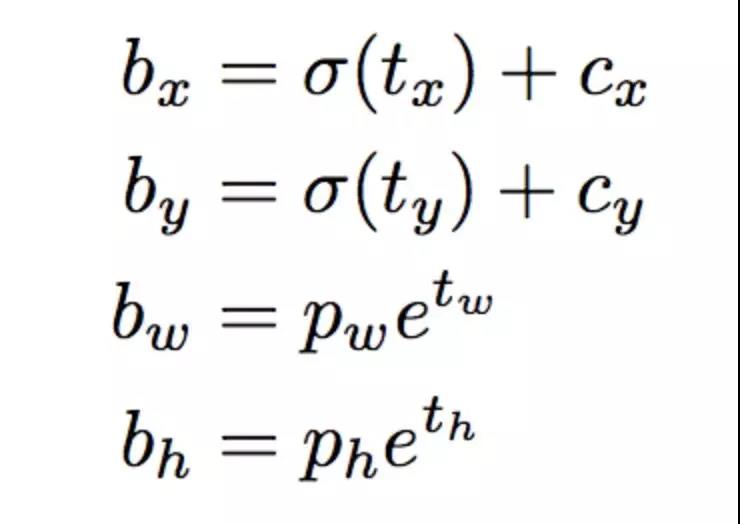 b_x = σ(t_x) + c_x
b_y = σ(t_y) + c_y
b_w = p_w e^{t_w}
b_h = p_h e^{t_h}